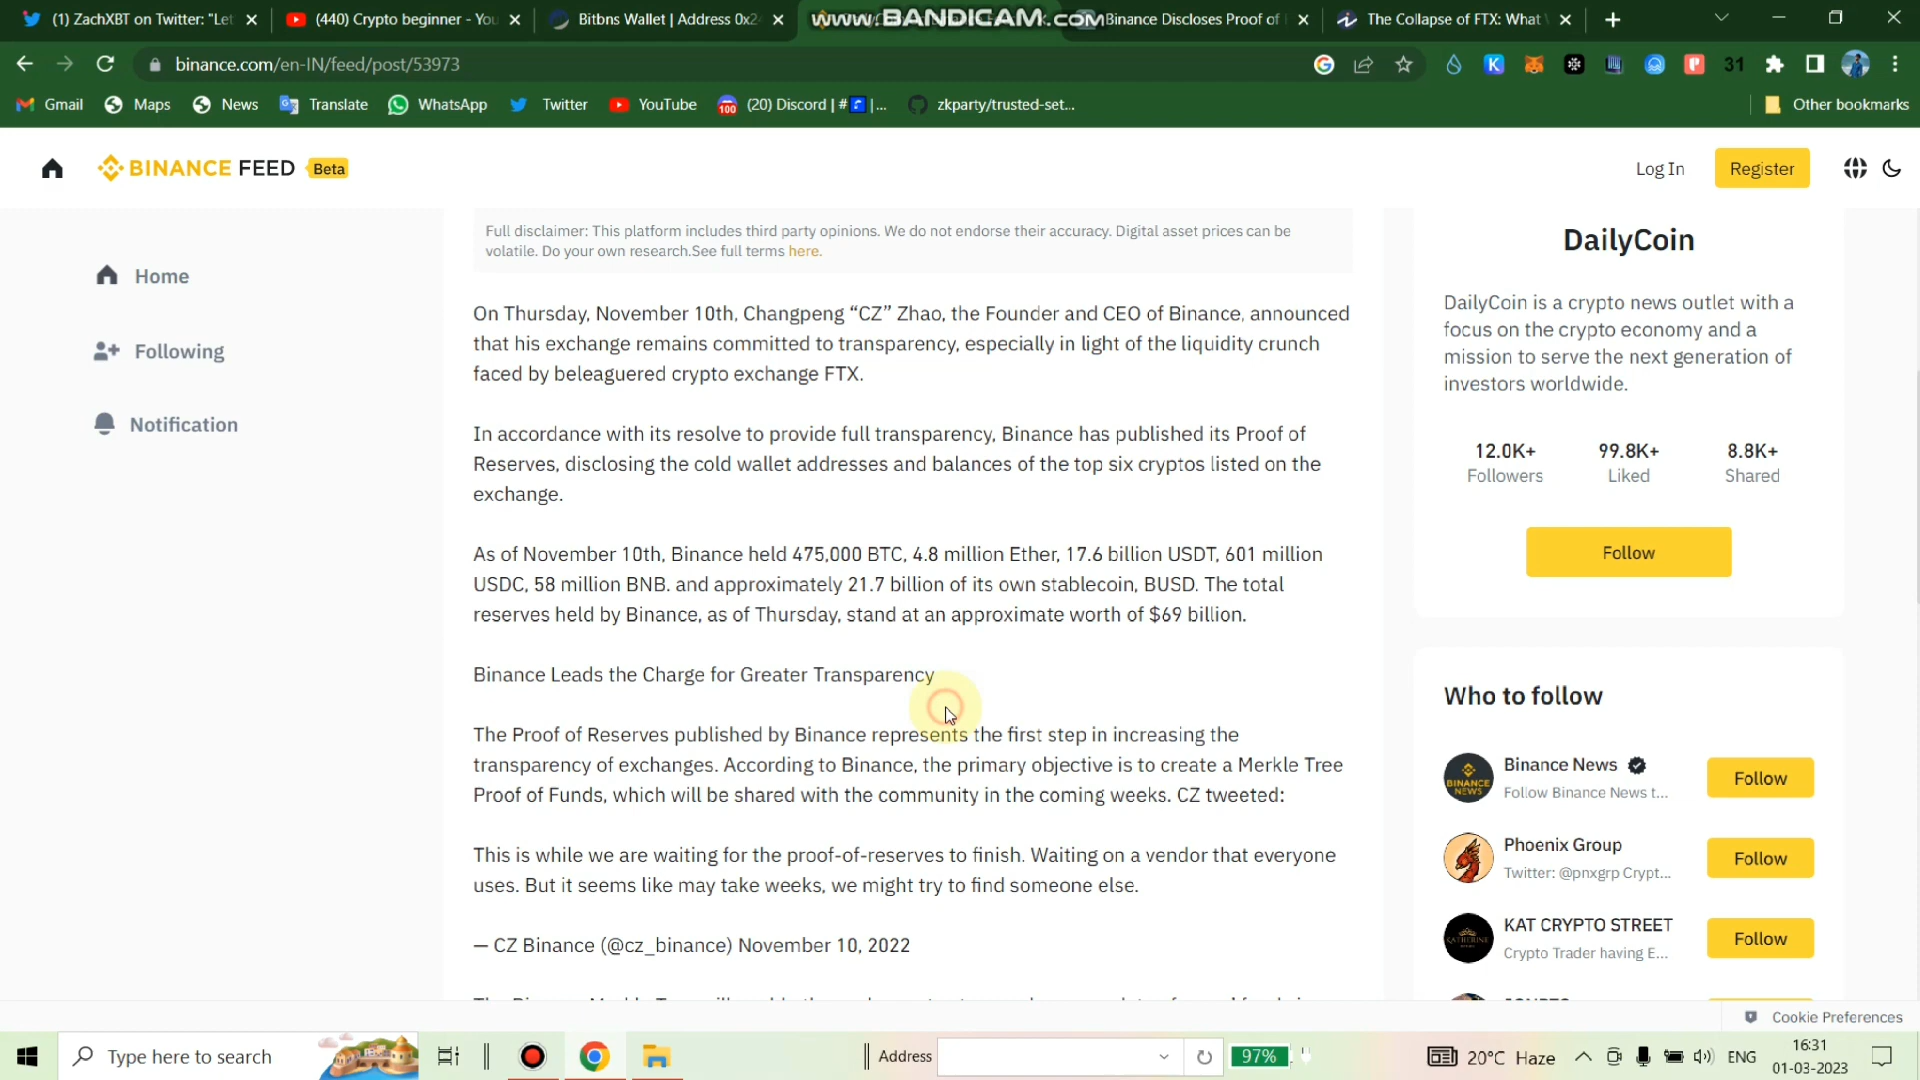 (1) ZachXBT on Twitter: "Let
(440) Crypto beginner - You
Bitbns Wallet | Address 0x2
www.BANDICAM.com
Binance Discloses Proof of
The Collapse of FTX: What
binance.com/en-IN/feed/post/53973
31
Gmail
Maps
News
Translate
WhatsApp
Twitter
YouTube
(20) Discord | # | ...
zkparty/trusted-set...
Other bookmarks
BINANCE FEED Beta
Log In
Register
Home
Following
Notification
Full disclaimer: This platform includes third party opinions. We do not endorse their accuracy. Digital asset prices can be
volatile. Do your own research.See full terms here.
On Thursday, November 10th, Changpeng “CZ” Zhao, the Founder and CEO of Binance, announced
that his exchange remains committed to transparency, especially in light of the liquidity crunch
faced by beleaguered crypto exchange FTX.
In accordance with its resolve to provide full transparency, Binance has published its Proof of
Reserves, disclosing the cold wallet addresses and balances of the top six cryptos listed on the
exchange.
As of November 10th, Binance held 475,000 BTC, 4.8 million Ether, 17.6 billion USDT, 601 million
USDC, 58 million BNB. and approximately 21.7 billion of its own stablecoin, BUSD. The total
reserves held by Binance, as of Thursday, stand at an approximate worth of $69 billion.
Binance Leads the Charge for Greater Transparency
The Proof of Reserves published by Binance represents the first step in increasing the
transparency of exchanges. According to Binance, the primary objective is to create a Merkle Tree
Proof of Funds, which will be shared with the community in the coming weeks. CZ tweeted:
This is while we are waiting for the proof-of-reserves to finish. Waiting on a vendor that everyone
uses. But it seems like may take weeks, we might try to find someone else.
— CZ Binance (@cz_binance) November 10, 2022
DailyCoin
DailyCoin is a crypto news outlet with a
focus on the crypto economy and a
mission to serve the next generation of
investors worldwide.
12.0K+
99.8K+
8.8K+
Followers
Liked
Shared
Follow
Who to follow
Binance News
Follow Binance News t...
Follow
Phoenix Group
Twitter: @pnxgrp Crypt...
Follow
KAT CRYPTO STREET
Crypto Trader having E...
Follow
Cookie Preferences
Type here to search
Address
97%
20°C Haze
ENG
16:31
01-03-2023